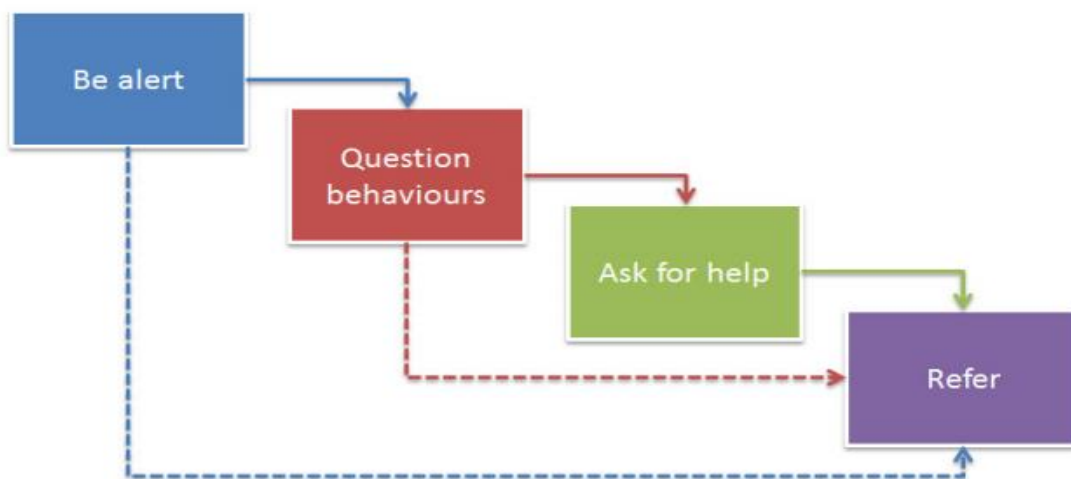 Be alert
Question
behaviours
Ask for help
Refer